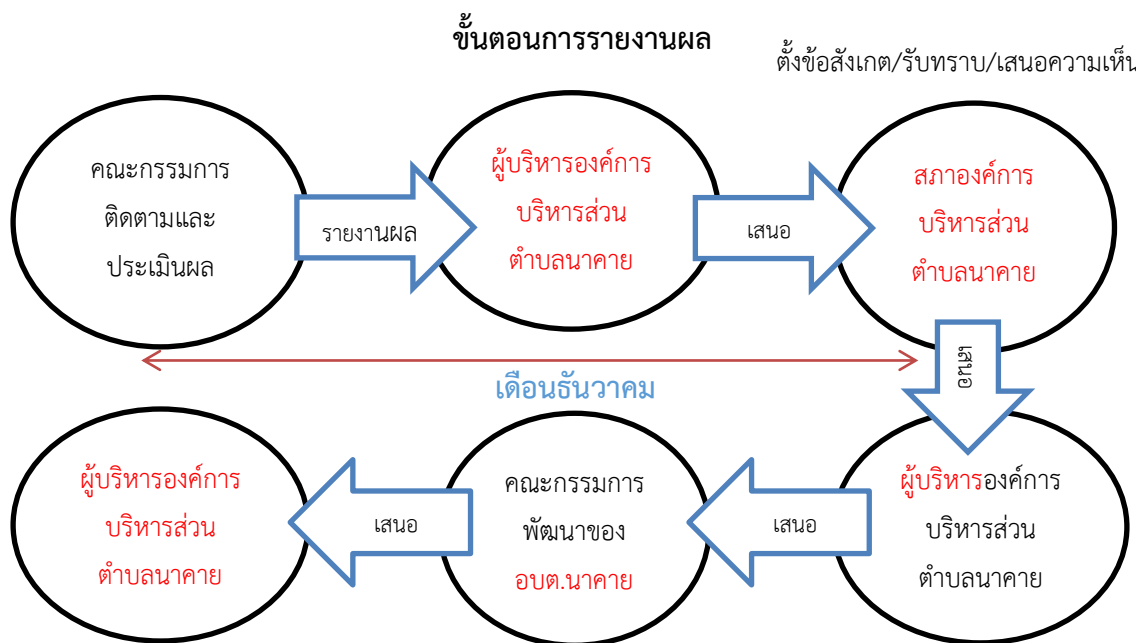 ขั้นตอนการรายงานผล
ตั้งข้อสังเกต/รับทราบ/เสนอความเห็น
คณะกรรมการ
ติดตามและ
ประเมินผล
รายงานผล
ผู้บริหารองค์การ
บริหารส่วน
ตำบลนาคาย
เสนอ
สภาองค์การ
บริหารส่วน
ตำบลนาคาย
เสนอ
เดือนธันวาคม
ผู้บริหารองค์การ
บริหารส่วน
ตำบลนาคาย
เสนอ
คณะกรรมการ
พัฒนาของ
อบต.นาคาย
เสนอ
ผู้บริหารองค์การ
บริหารส่วน
ตำบลนาคาย